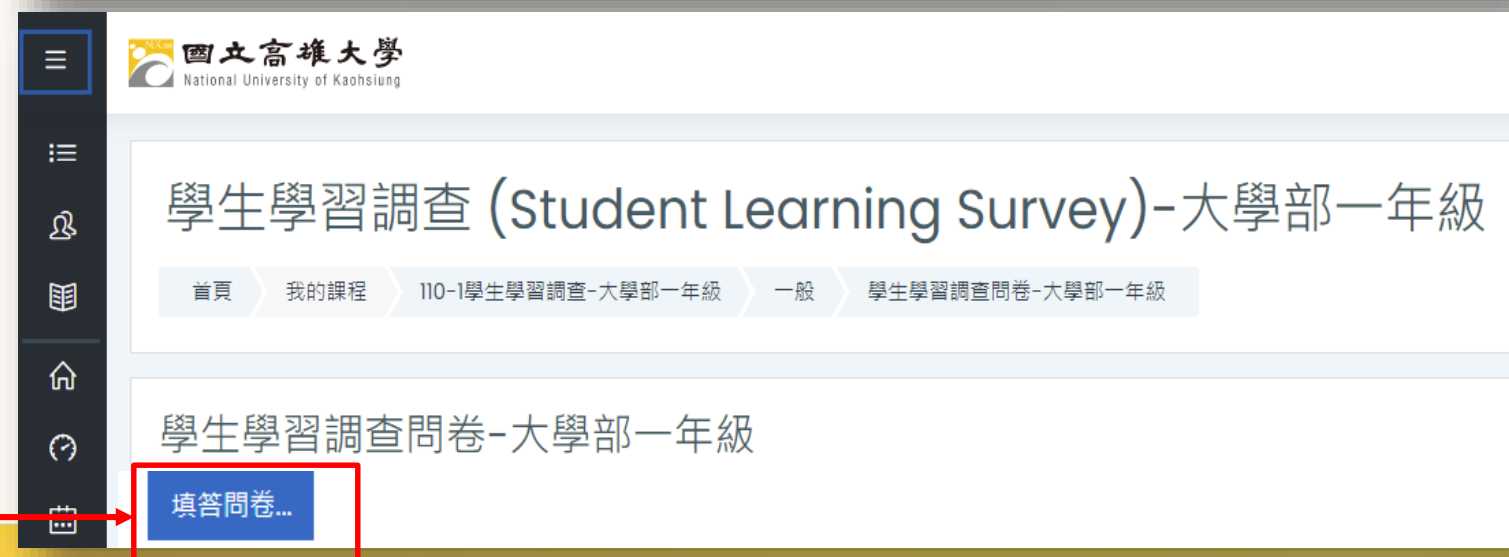 國立高雄大學
National University of Kaohsiung
學生學習調查 (Student Learning Survey)-大學部一年級
首頁 我的課程 110-1學生學習調查-大學部一年級 一般 學生學習調查問卷-大學部一年級
學生學習調查問卷-大學部一年級
填答問卷...